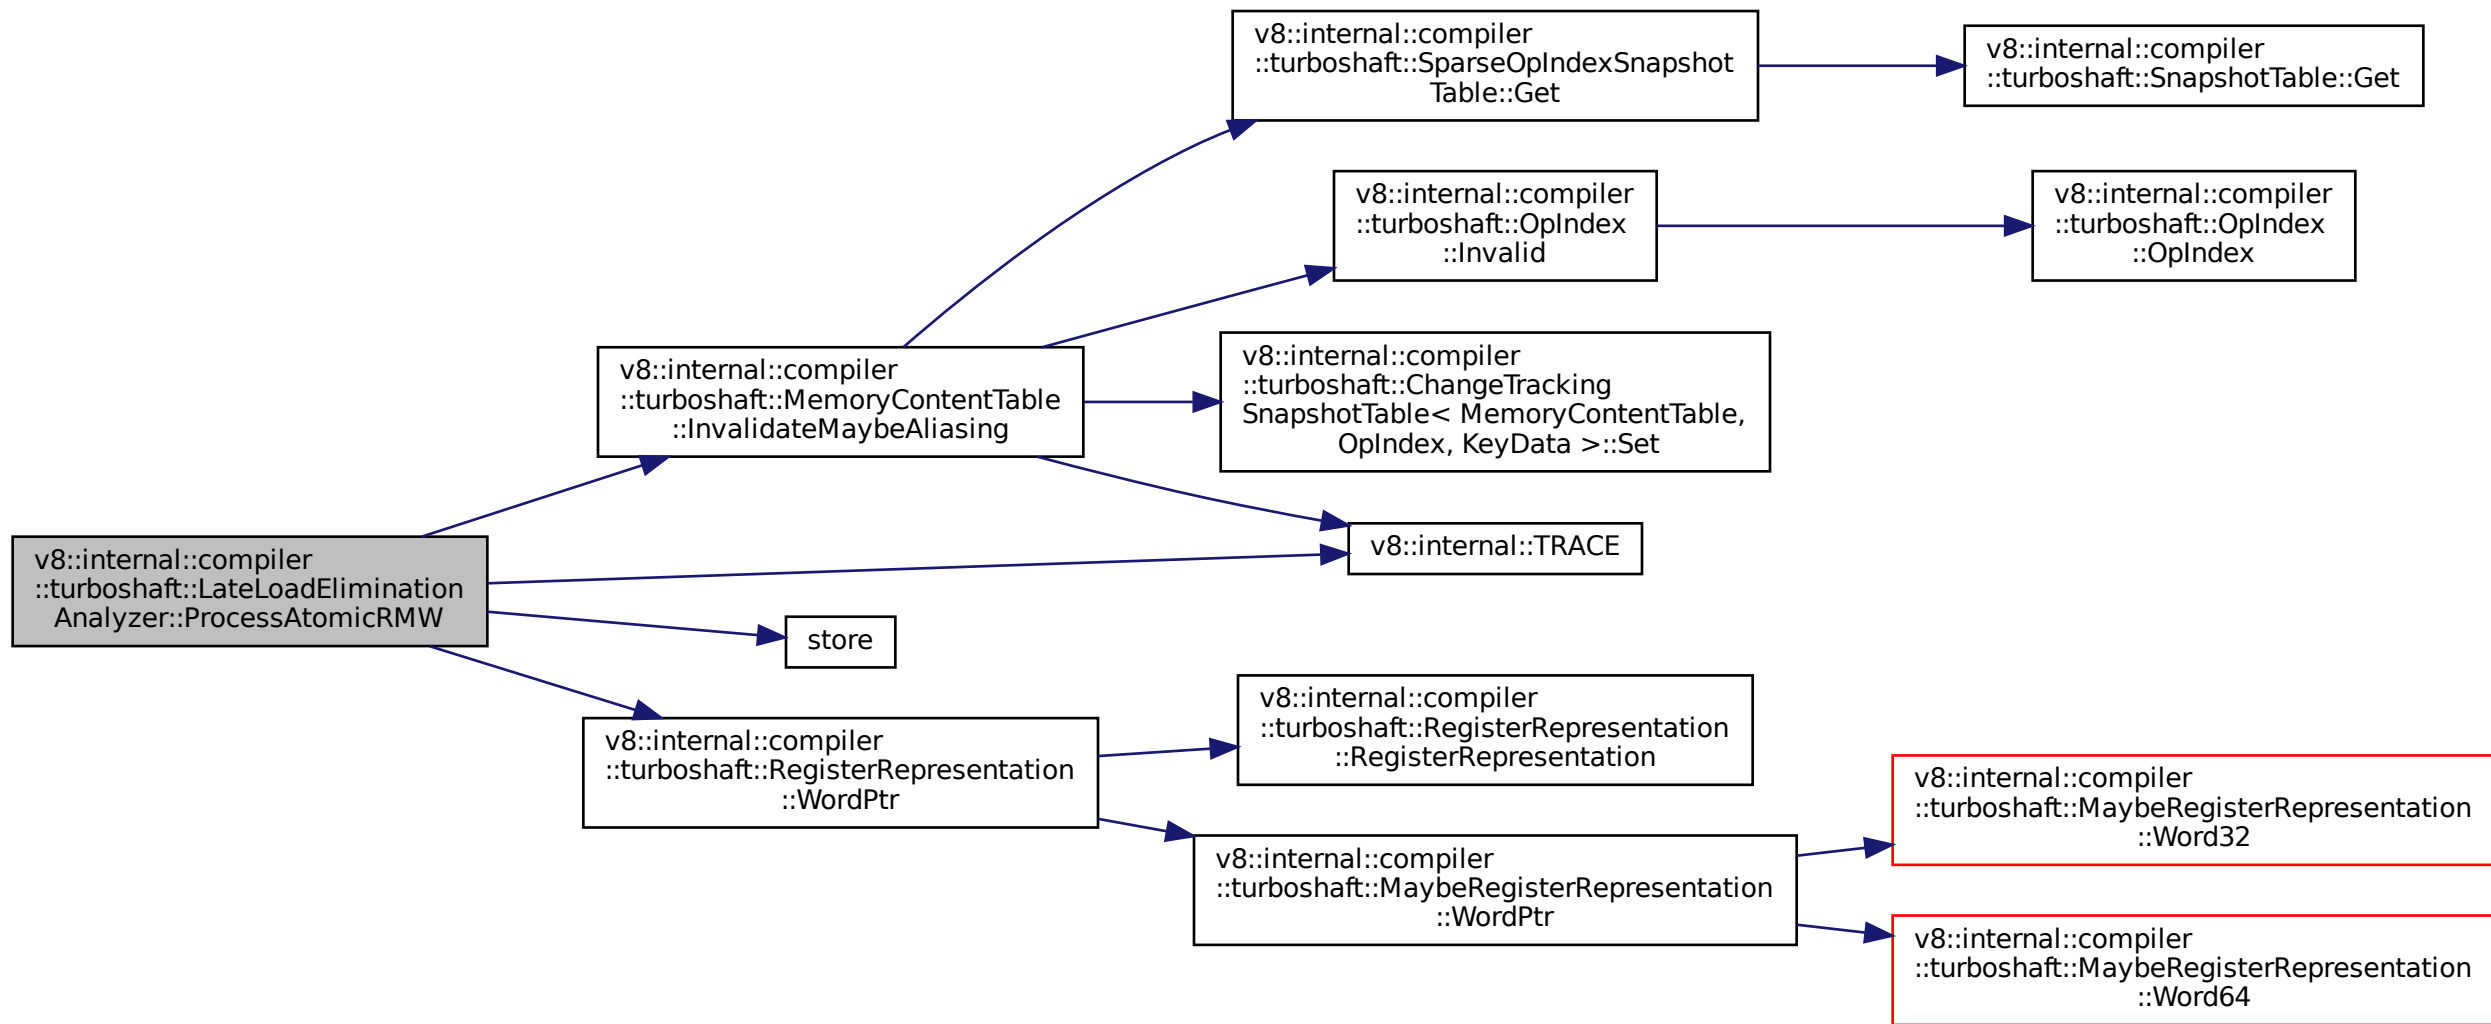 v8::internal::compiler
::turboshaft::LateLoadElimination
Analyzer::ProcessAtomicRMW
v8::internal::compiler
::turboshaft::MemoryContentTable
::InvalidateMaybeAliasing
v8::internal::compiler
::turboshaft::SparseOpIndexSnapshot
Table::Get
v8::internal::compiler
::turboshaft::SnapshotTable::Get
v8::internal::compiler
::turboshaft::OpIndex
::Invalid
v8::internal::compiler
::turboshaft::OpIndex
::OpIndex
v8::internal::compiler
::turboshaft::ChangeTracking
SnapshotTable< MemoryContentTable,
OpIndex, KeyData >::Set
v8::internal::TRACE
store
v8::internal::compiler
::turboshaft::RegisterRepresentation
::WordPtr
v8::internal::compiler
::turboshaft::RegisterRepresentation
::RegisterRepresentation
v8::internal::compiler
::turboshaft::MaybeRegisterRepresentation
::WordPtr
v8::internal::compiler
::turboshaft::MaybeRegisterRepresentation
::Word32
v8::internal::compiler
::turboshaft::MaybeRegisterRepresentation
::Word64